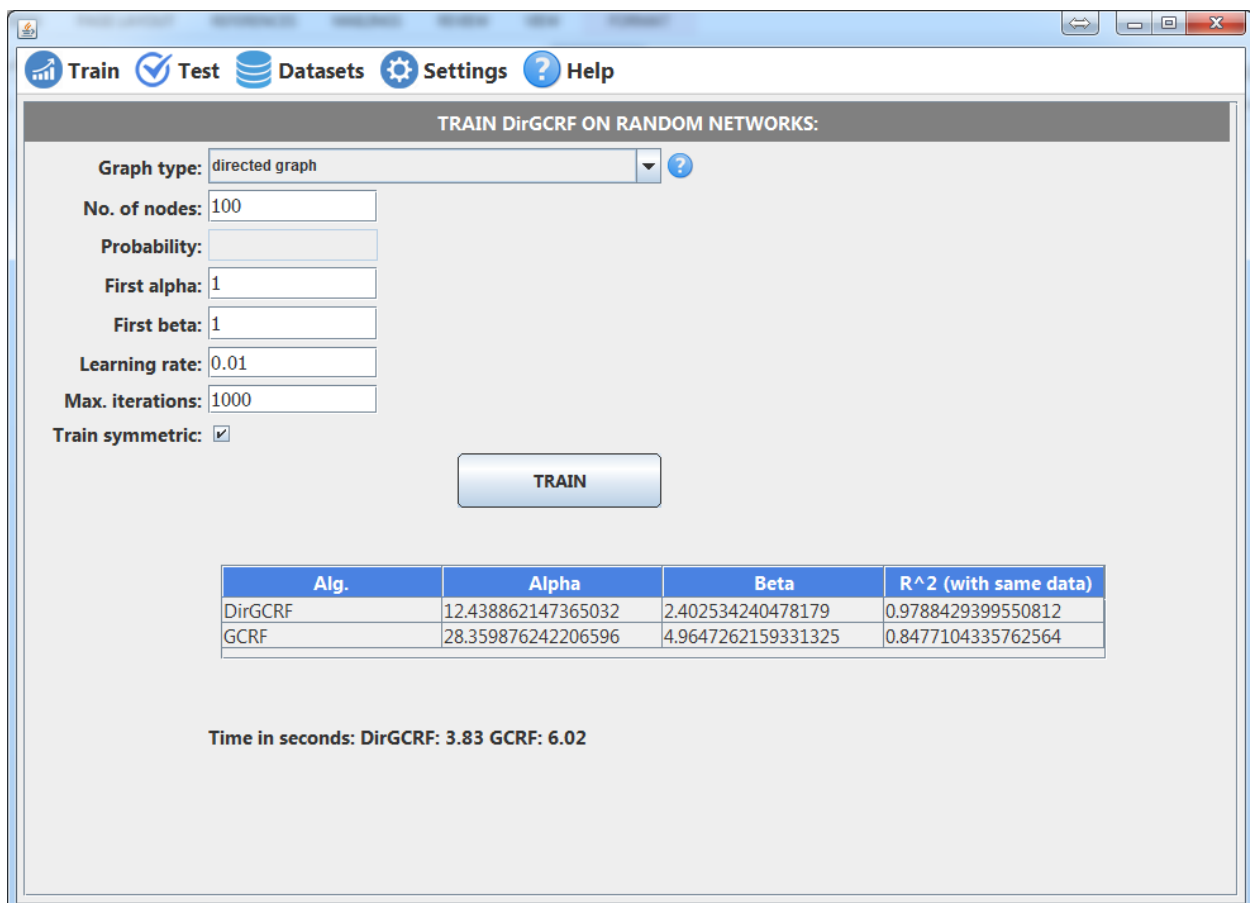 Train Test Datasets Settings Help
TRAIN DirGCRF ON RANDOM NETWORKS:
Graph type: directed graph
No. of nodes: 100
Probability:
First alpha: 1
First beta: 1
Learning rate: 0.01
Max. iterations: 1000
Train symmetric:
TRAIN
Alg. Alpha Beta R^2 (with same data)
DirGCRF 12.438862147365032 2.402534240478179 0.9788429399550812
GCRF 28.359876242206596 4.9647262159331325 0.8477104335762564
Time in seconds: DirGCRF: 3.83 GCRF: 6.02